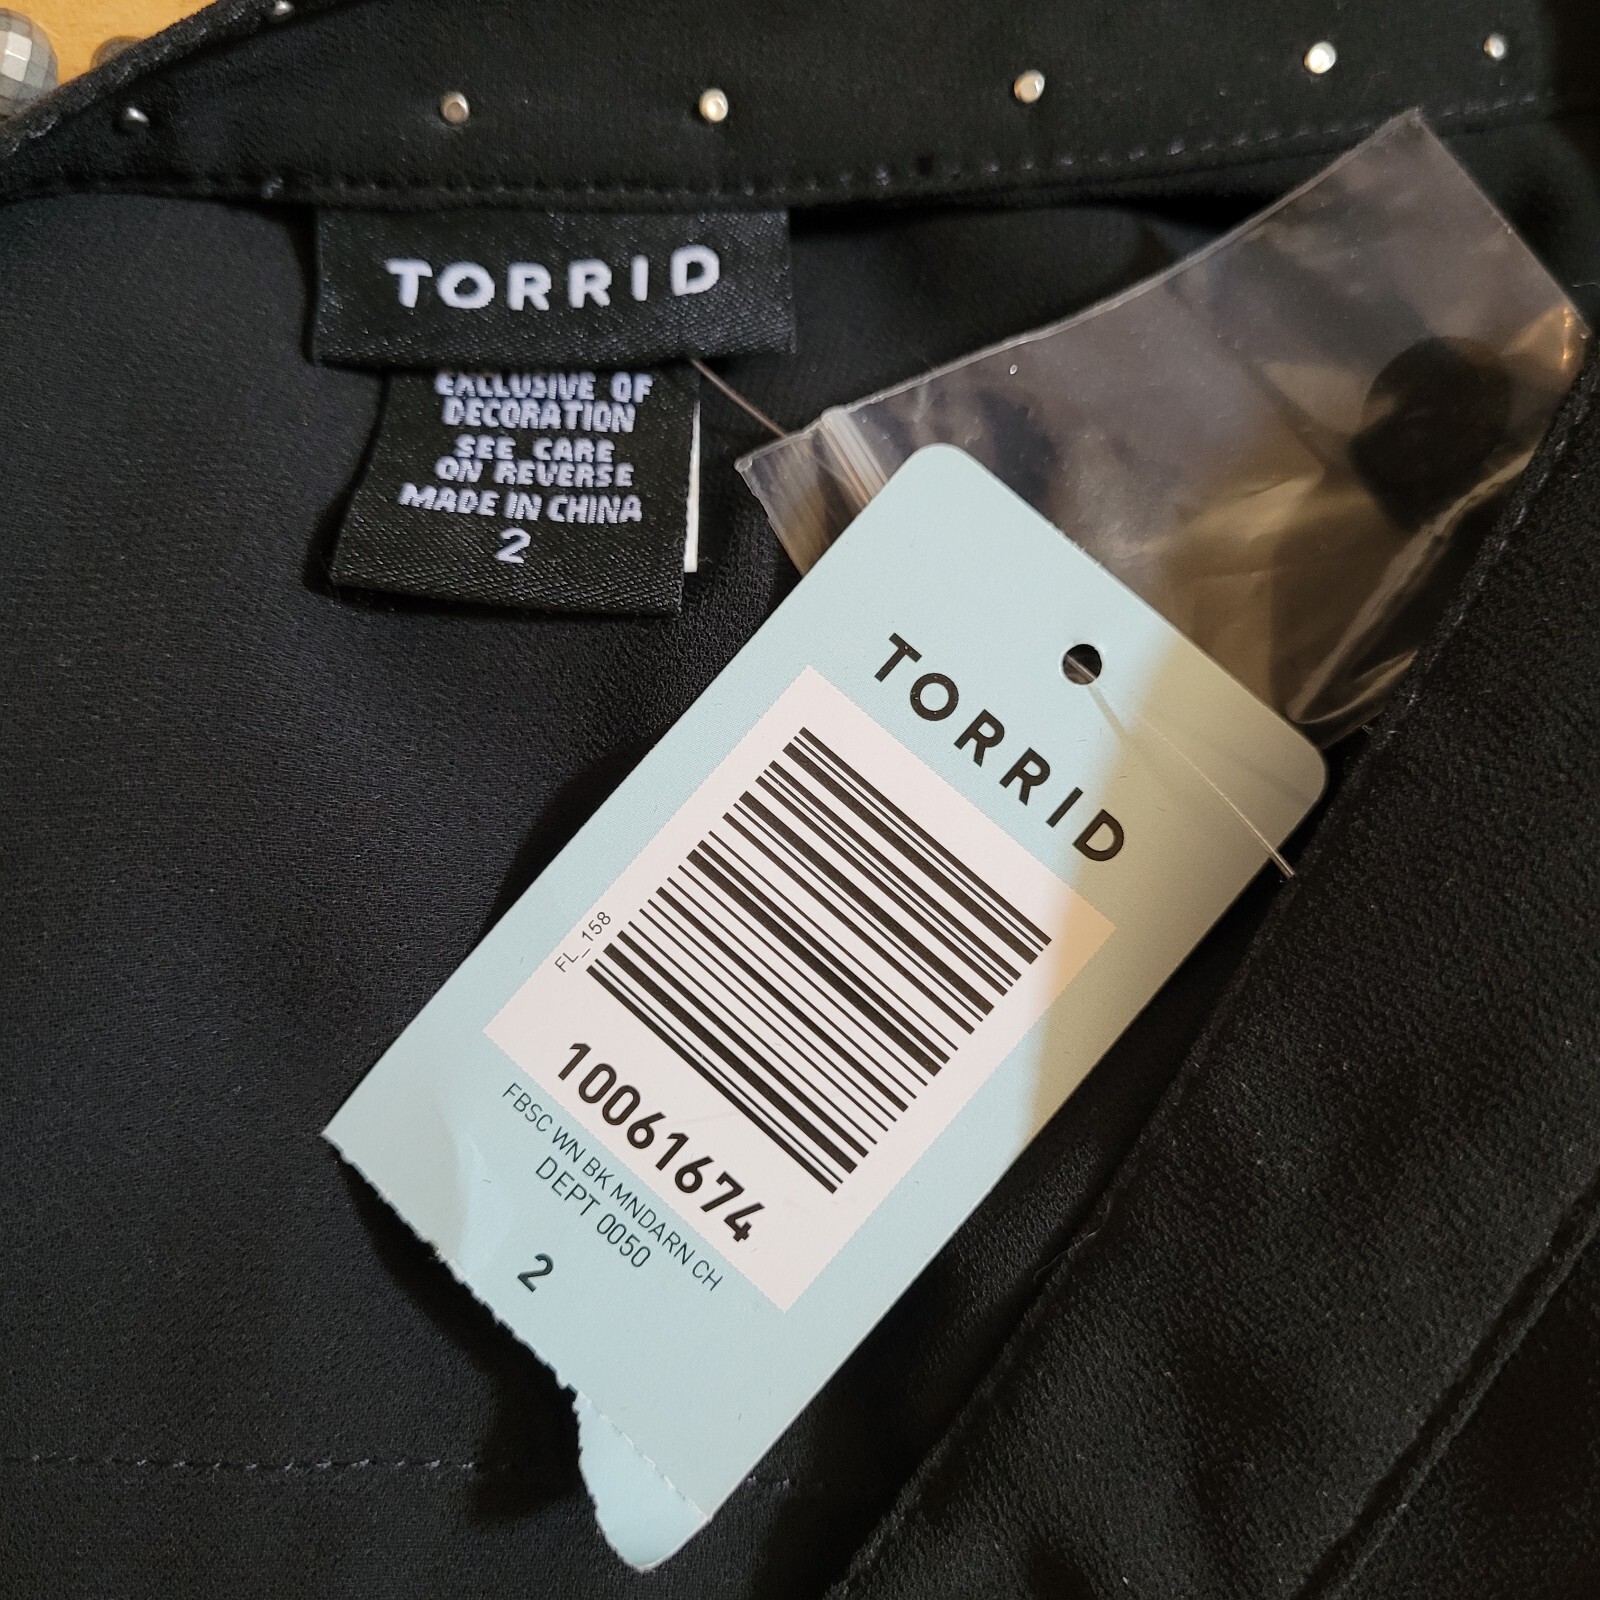 TORRID
EXCLUSIVE OF
DECORATION
SEE CARE
ON REVERSE
MADE IN CHINA
2
TORRID
FL_158
10061674
FBSC WN BK MNDARN CH
DEPT 0050
2